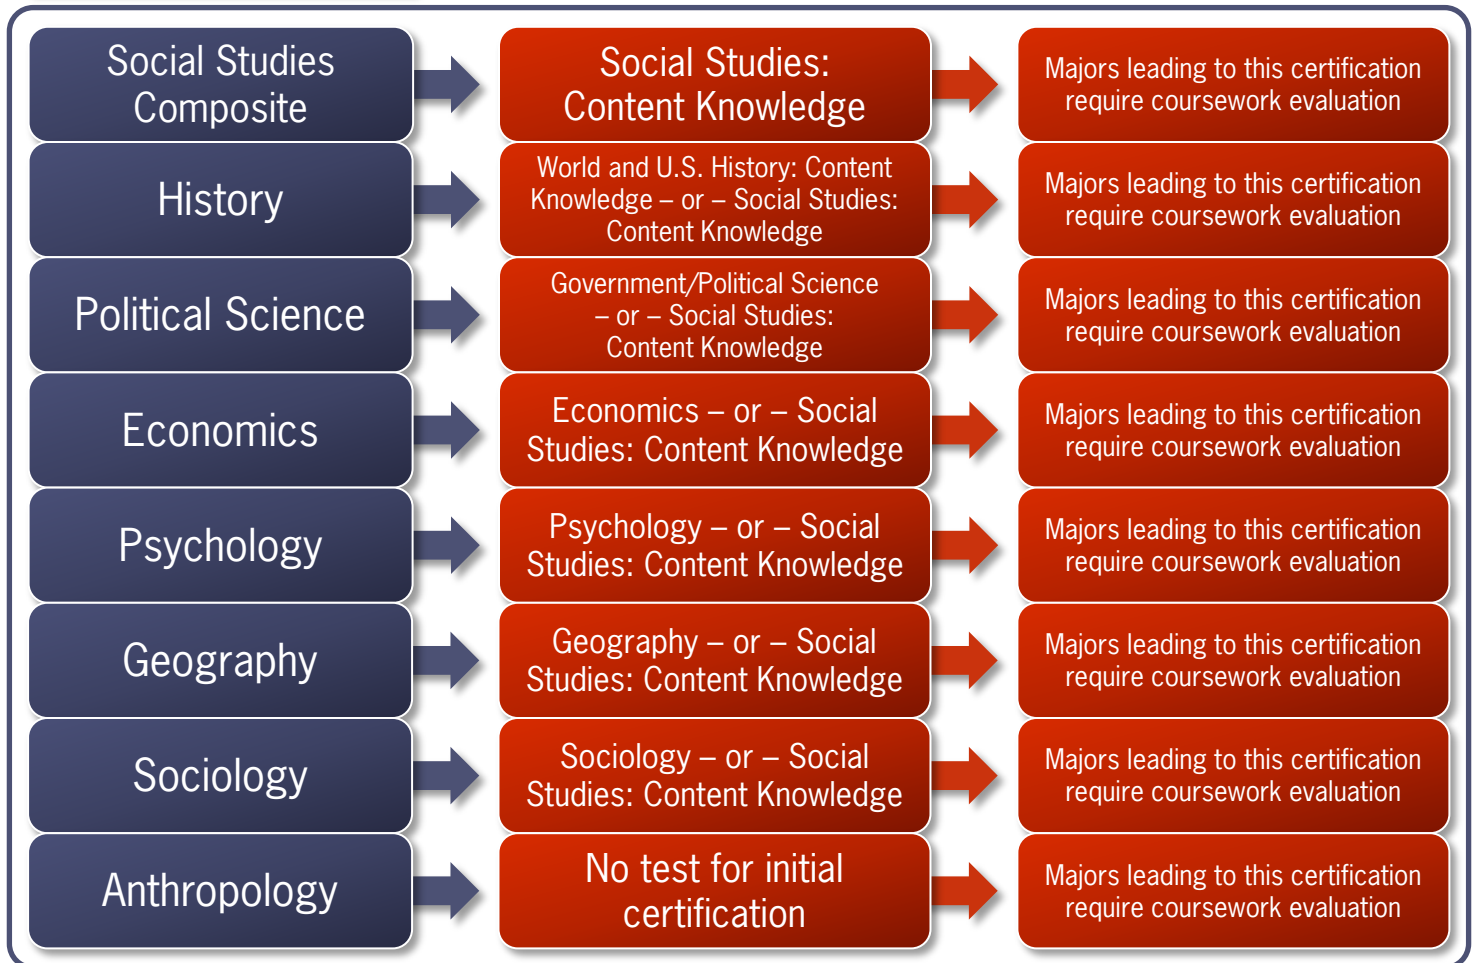 Social Studies
Composite
Social Studies:
Content Knowledge
Majors leading to this certification
require coursework evaluation
History
World and U.S. History: Content
Knowledge – or – Social Studies:
Content Knowledge
Majors leading to this certification
require coursework evaluation
Political Science
Government/Political Science
– or – Social Studies:
Content Knowledge
Majors leading to this certification
require coursework evaluation
Economics
Economics – or – Social
Studies: Content Knowledge
Majors leading to this certification
require coursework evaluation
Psychology
Psychology – or – Social
Studies: Content Knowledge
Majors leading to this certification
require coursework evaluation
Geography
Geography – or – Social
Studies: Content Knowledge
Majors leading to this certification
require coursework evaluation
Sociology
Sociology – or – Social
Studies: Content Knowledge
Majors leading to this certification
require coursework evaluation
Anthropology
No test for initial
certification
Majors leading to this certification
require coursework evaluation